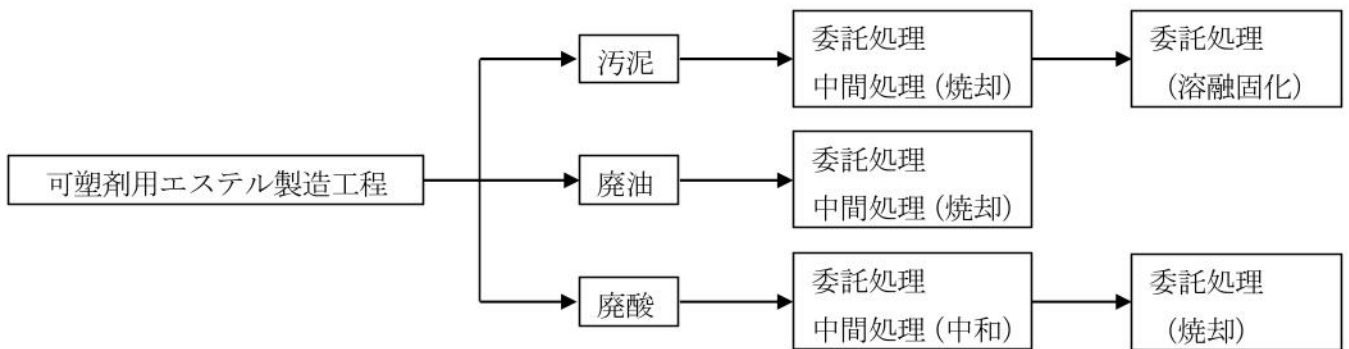 可塑剤用エステル製造工程
汚泥
委託処理
中間処理(焼却)
委託処理
(溶融固化)
廃油
委託処理
中間処理(焼却)
廃酸
委託処理
中間処理(中和)
委託処理
(焼却)